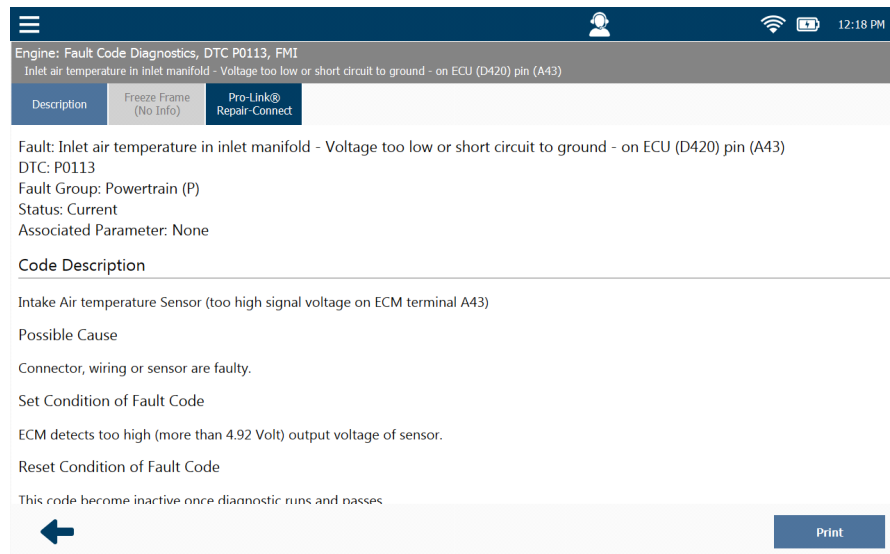 12:18 PM
Engine: Fault Code Diagnostics, DTC P0113, FMI
Inlet air temperature in inlet manifold - Voltage too low or short circuit to ground - on ECU (D420) pin (A43)
Description
Freeze Frame
(No Info)
Pro-Link®
Repair-Connect
Fault: Inlet air temperature in inlet manifold - Voltage too low or short circuit to ground - on ECU (D420) pin (A43)
DTC: P0113
Fault Group: Powertrain (P)
Status: Current
Associated Parameter: None
Code Description
Intake Air temperature Sensor (too high signal voltage on ECM terminal A43)
Possible Cause
Connector, wiring or sensor are faulty.
Set Condition of Fault Code
ECM detects too high (more than 4.92 Volt) output voltage of sensor.
Reset Condition of Fault Code
This code become inactive once diagnostic runs and passes
Print